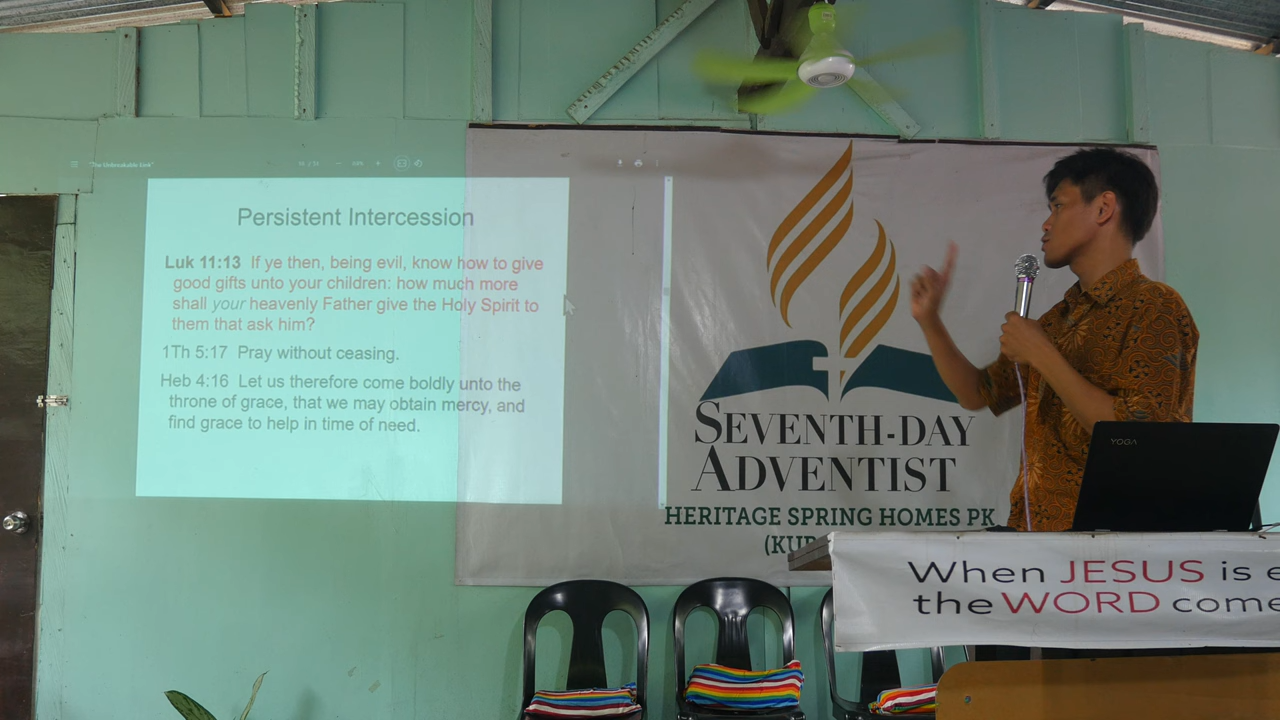 "The Unbreakable Link"
Persistent Intercession
Luk 11:13 If ye then, being evil, know how to give
good gifts unto your children: how much more
shall your heavenly Father give the Holy Spirit to
them that ask him?
1Th 5:17 Pray without ceasing.
Heb 4:16 Let us therefore come boldly unto the
throne of grace, that we may obtain mercy, and
find grace to help in time of need.
SEVENTH-DAY
ADVENTIST
HERITAGE SPRING HOMES PK
YOGA
When JESUS is
the WORD come